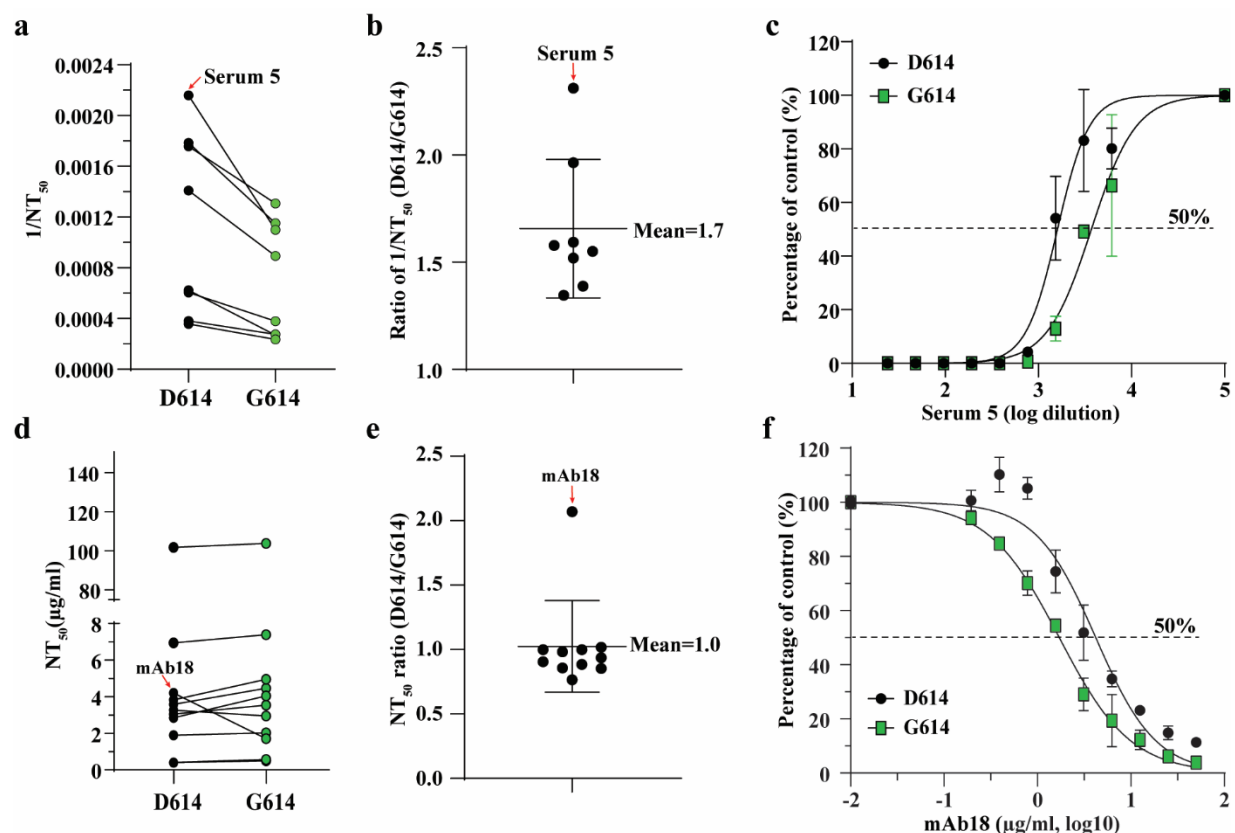 a
0.0024
0.0020
0.0016
0.0012
0.0008
0.0004
0.0000
1/NT50
Serum 5
D614
G614
b
2.5
2.0
1.5
1.0
Ratio of 1/NT50 (D614/G614)
Serum 5
Mean=1.7
c
120
100
80
60
40
20
0
Percentage of control (%)
D614
G614
50%
1
2
3
4
5
Serum 5 (log dilution)
d
140
120
100
80
8
6
4
2
0
NT50(µg/ml)
mAb18
D614
G614
e
2.5
2.0
1.5
1.0
0.5
0.0
NT50 ratio (D614/G614)
mAb18
Mean=1.0
f
120
100
80
60
40
20
0
Percentage of control (%)
50%
D614
G614
-2
-1
0
1
2
mAb18 (µg/ml, log10)